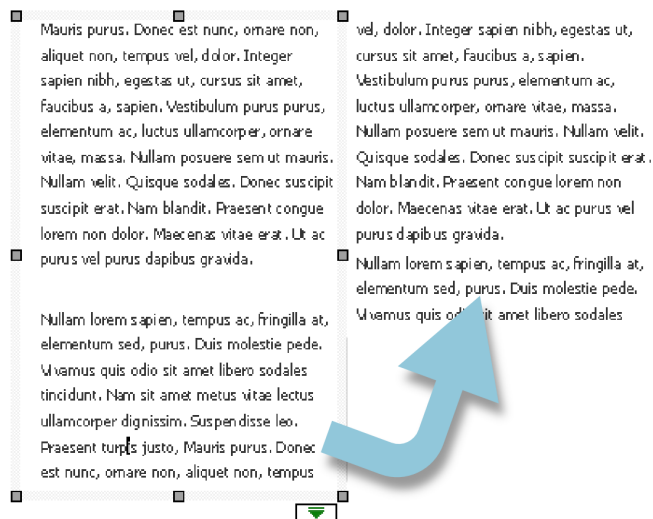 Mauris purus. Donec est nunc, ornare non,
aliquet non, tempus vel, dolor. Integer
sapien nibh, egestas ut, cursus sit amet,
faucibus a, sapien. Vestibulum purus purus,
elementum ac, luctus ullamcorper, ornare
vitae, massa. Nullam posuere sem ut mauris.
Nullam velit. Quisque sodales. Donec suscipit
suscipit erat. Nam blandit. Praesent congue
lorem non dolor. Maecenas vitae erat. Ut ac
purus vel purus dapibus gravida.
Nullam lorem sapien, tempus ac, fringilla at,
elementum sed, purus. Duis molestie pede.
Vivamus quis odio sit amet libero sodales
tincidunt. Nam sit amet metus vitae lectus
ullamcorper dignissim. Suspendisse leo.
Praesent turpis justo, Mauris purus. Donec
est nunc, ornare non, aliquet non, tempus
vel, dolor. Integer sapien nibh, egestas ut,
cursus sit amet, faucibus a, sapien.
Vestibulum purus purus, elementum ac,
luctus ullamcorper, ornare vitae, massa.
Nullam posuere sem ut mauris. Nullam velit.
Quisque sodales. Donec suscipit suscipit erat.
Nam blandit. Praesent congue lorem non
dolor. Maecenas vitae erat. Ut ac purus vel
purus dapibus gravida.
Nullam lorem sapien, tempus ac, fringilla at,
elementum sed, purus. Duis molestie pede.
Vivamus quis odio sit amet libero sodales